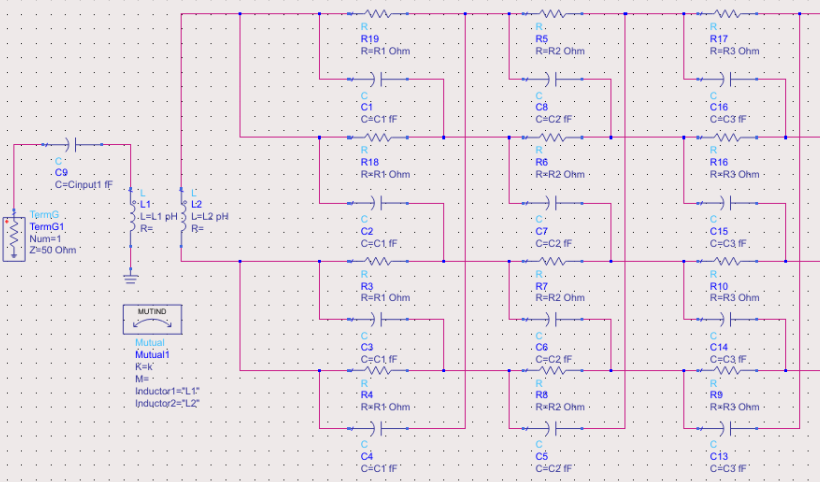 R
R19
R=R1 Ohm
R
R5
R=R2 Ohm
R
R17
R=R3 Ohm
C
C1
C=C1 fF
C
C8
C=C2 fF
C
C16
C=C3 fF
R
R18
R=R1 Ohm
R
R6
R=R2 Ohm
R
R16
R=R3 Ohm
C
C9
C=Cinput1 fF
L
L1
L=L1 pH
R=
L
L2
L=L2 pH
R=
TermG
TermG1
Num=1
Z=50 Ohm
C
C2
C=C1 fF
C
C7
C=C2 fF
C
C15
C=C3 fF
R
R3
R=R1 Ohm
R
R7
R=R2 Ohm
R
R10
R=R3 Ohm
MUTIND
Mutual
Mutual1
K=k
M=
Inductor1="L1"
Inductor2="L2"
C
C3
C=C1 fF
C
C6
C=C2 fF
C
C14
C=C3 fF
R
R4
R=R1 Ohm
R
R8
R=R2 Ohm
R
R9
R=R3 Ohm
C
C4
C=C1 fF
C
C5
C=C2 fF
C
C13
C=C3 fF